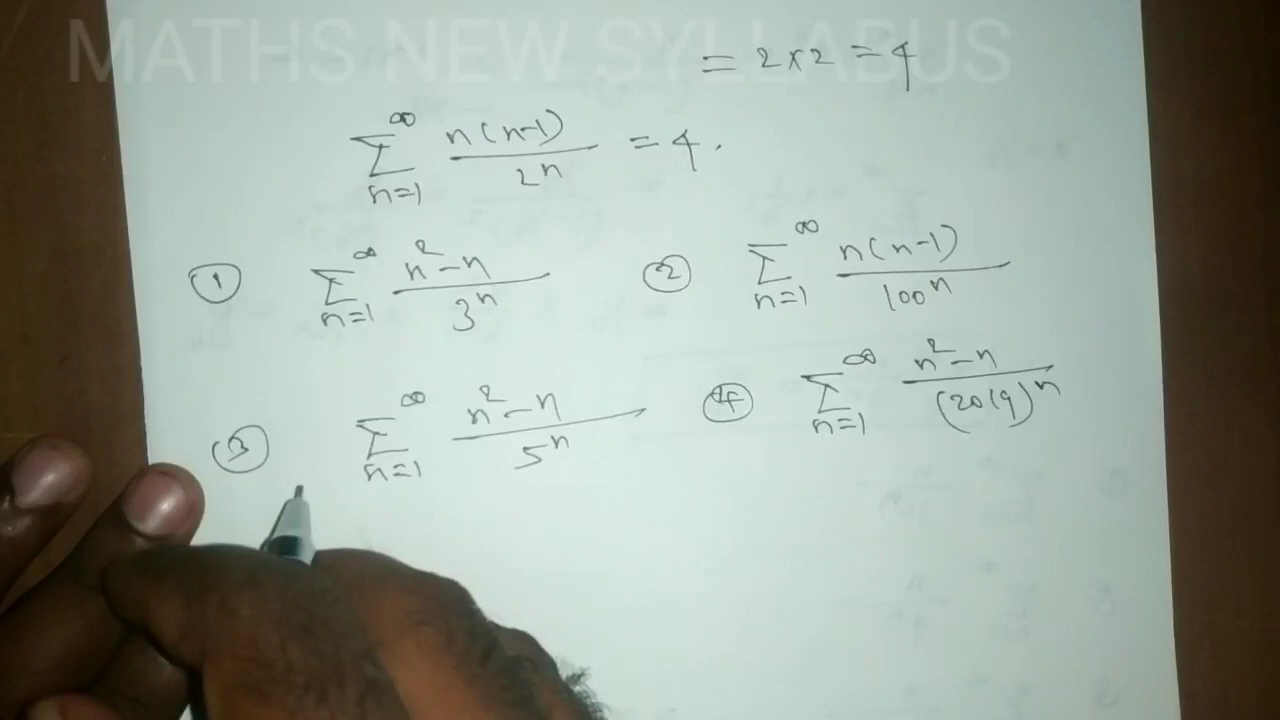 MATHS NEW SYLLABUS
= 2×2 = 4
∞ Σ n=1 n(n-1) / 2^n = 4.
① ∞ Σ n=1 n²-n / 3^n ② ∞ Σ n=1 n(n-1) / 100^n
③ ∞ Σ n=1 n²-n / 5^n ④ ∞ Σ n=1 n²-n / (2019)^n